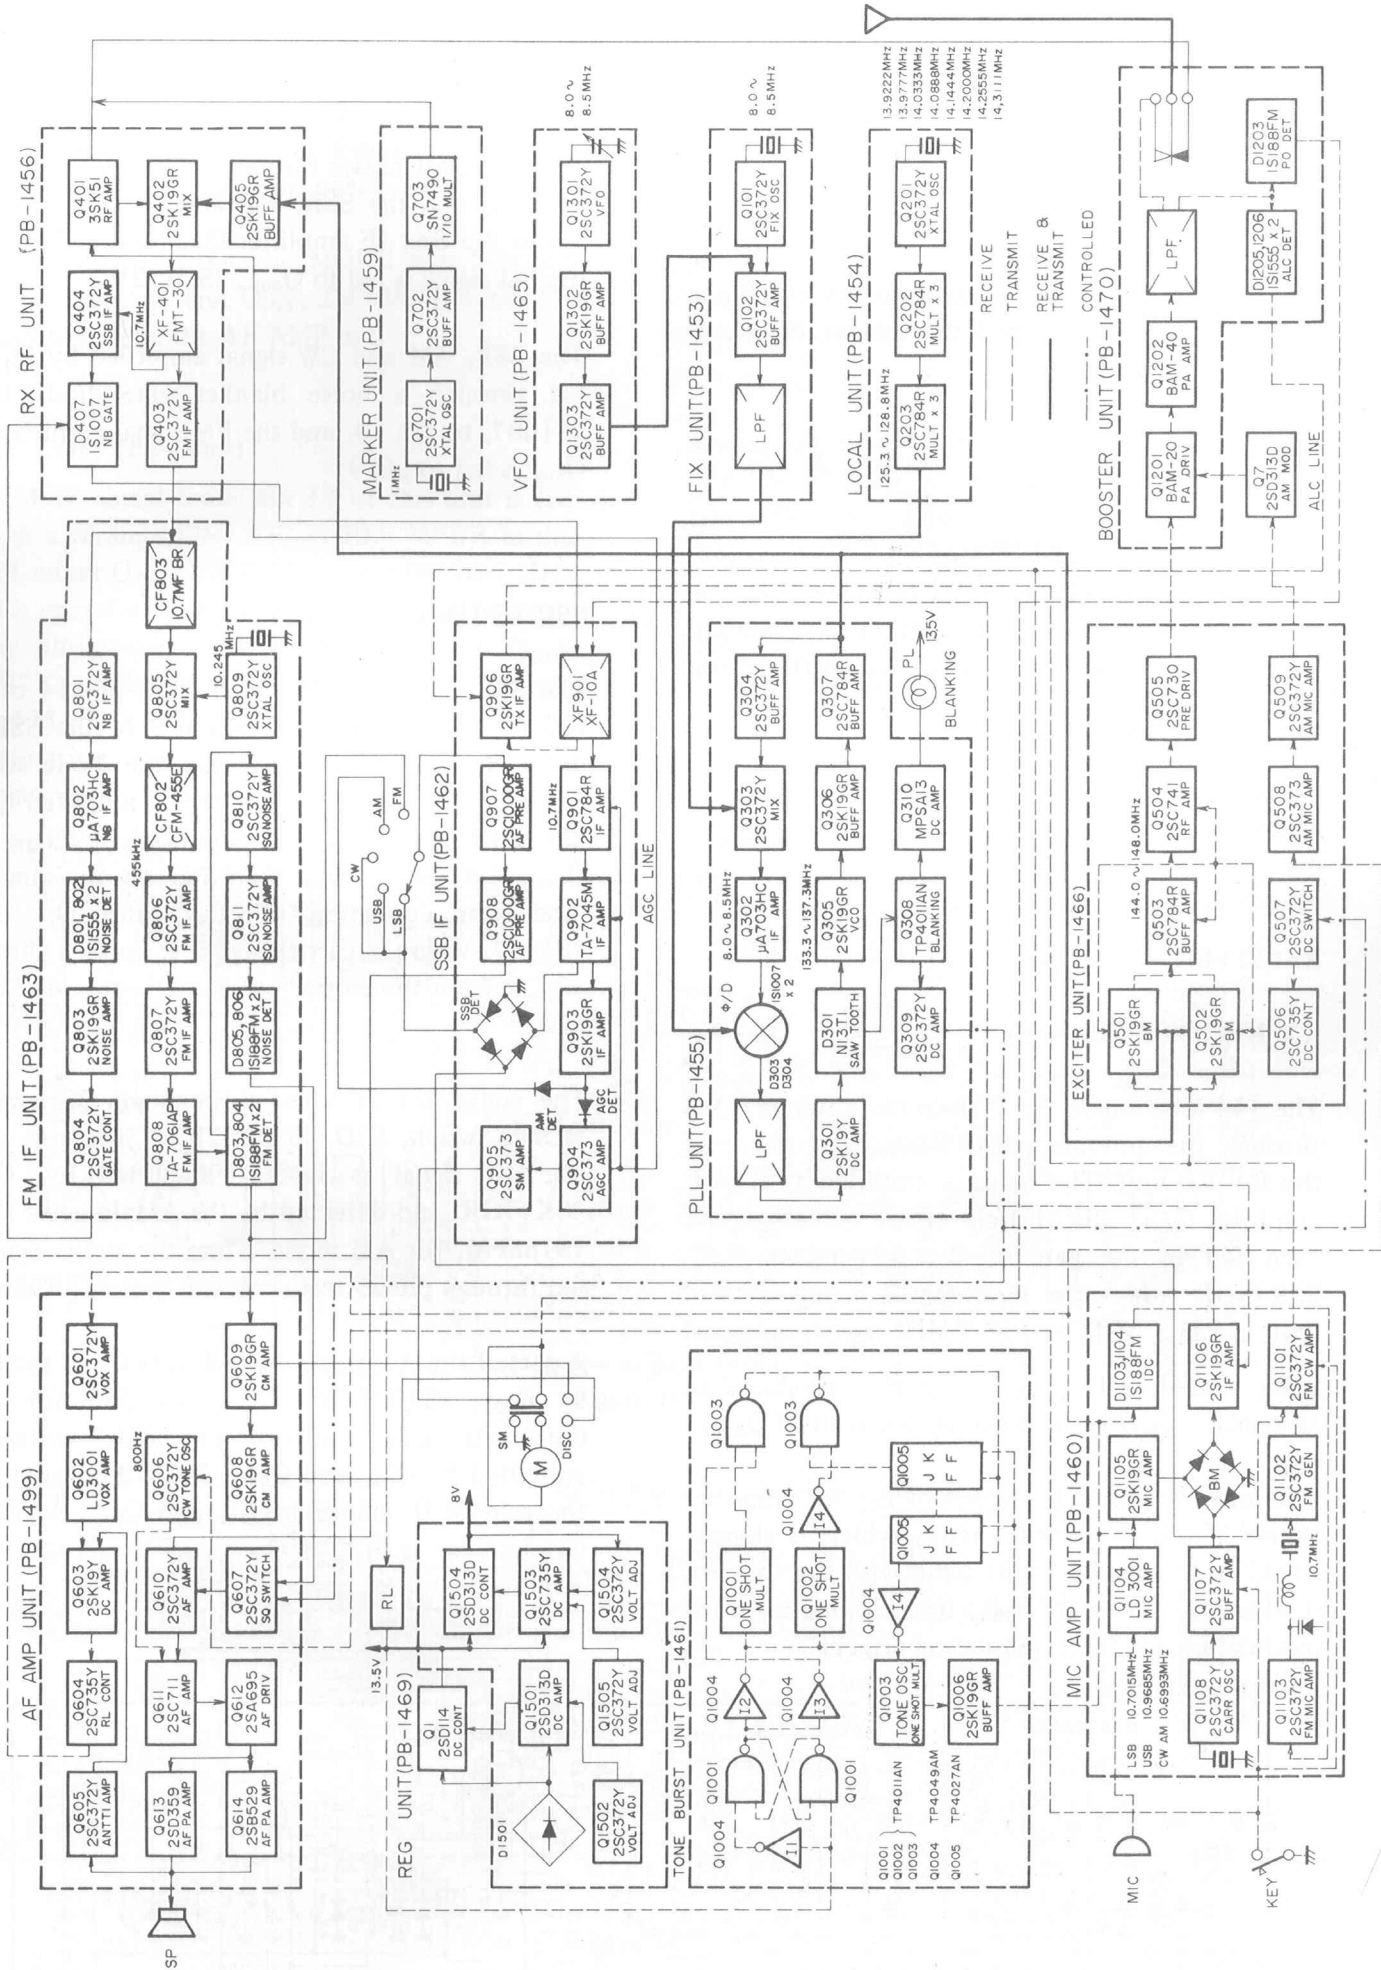 RX RF UNIT (PB-1456)
Q401
3SK51
RF AMP
Q402
2SK19GR
MIX
Q405
2SK19GR
BUFF AMP
Q404
2SC372Y
SSB IF AMP
10.7MHz
XF-401
FMT-30
D407
1S1007
NB GATE
Q403
2SC372Y
FM IF AMP
MARKER UNIT(PB-1459)
Q703
SN7490
1/10 MULT
Q702
2SC372Y
BUFF AMP
Q701
2SC372Y
XTAL OSC
1MHz
VFO UNIT(PB-1465)
Q1301
2SC372Y
VFO
8.0~
8.5MHz
Q1302
2SK19GR
BUFF AMP
Q1303
2SC372Y
BUFF AMP
FIX UNIT(PB-1453)
Q101
2SC372Y
FIX OSC
8.0~
8.5MHz
Q102
2SC372Y
BUFF AMP
LPF
LOCAL UNIT(PB-1454)
Q201
2SC372Y
XTAL OSC
13.9222MHz
13.9777MHz
14.0333MHz
14.0888MHz
14.1444MHz
14.2000MHz
14.2555MHz
14,3111MHz
Q202
2SC784R
MULT x 3
Q203
2SC784R
MULT x 3
125.3~128.8MHz
RECEIVE
TRANSMIT
RECEIVE &
TRANSMIT
CONTROLLED
BOOSTER UNIT(PB-1470)
LPF
D1203
1S188FM
PO DET
D1205,1206
1S1555 x 2
ALC DET
Q1202
BAM-40
PA AMP
Q1201
BAM-20
PA DRIV
Q7
2SD313D
AM MOD
ALC LINE
FM IF UNIT(PB-1463)
CF803
10.7MF BR
Q801
2SC372Y
NB IF AMP
Q805
2SC372Y
MIX
Q809
2SC372Y
XTAL OSC
10.245
MHz
Q802
μA703HC
NB IF AMP
CF802
CFM-455E
455kHz
Q810
2SC372Y
SQ NOISE AMP
D801,802
1S1555 x 2
NOISE DET
Q806
2SC372Y
FM IF AMP
Q811
2SC372Y
SQ NOISE AMP
Q803
2SK19GR
NOISE AMP
Q807
2SC372Y
FM IF AMP
D805,806
1S188FM x 2
NOISE DET
Q804
2SC372Y
GATE CONT
Q808
TA-7061AP
FM IF AMP
D803,804
1S188FM x 2
FM DET
SSB IF UNIT(PB-1462)
Q906
2SK19GR
TX IF AMP
XF901
XF-10A
Q907
2SC1000GR
AF PRE AMP
10.7MHz
Q901
2SC784R
IF AMP
Q908
2SC1000GR
AF PRE AMP
Q902
TA-7045M
IF AMP
SSB
DET
Q903
2SK19GR
IF AMP
AM
DET
AGC
DET
Q905
2SC373
SM AMP
Q904
2SC373
AGC AMP
AGC LINE
AM
FM
CW
USB
LSB
PLL UNIT(PB-1455)
Q304
2SC372Y
BUFF AMP
Q307
2SC784R
BUFF AMP
PL
13.5V
BLANKING
Q303
2SC372Y
MIX
Q306
2SK19GR
BUFF AMP
Q310
MPSA13
DC AMP
8.0~8.5MHz
Q302
μA703HC
IF AMP
133.3~137.3MHz
Q305
2SK19GR
VCO
Q308
TP4011AN
BLANKING
Φ/D
1S1007
x 2
D303
D304
D301
N13T1
SAW TOOTH
Q309
2SC372Y
DC AMP
LPF
Q301
2SK19Y
DC AMP
EXCITER UNIT(PB-1466)
Q505
2SC730
PRE DRIV
Q509
2SC372Y
AM MIC AMP
144.0~148.0MHz
Q504
2SC741
RF AMP
Q508
2SC373
AM MIC AMP
Q503
2SC784R
BUFF AMP
Q507
2SC372Y
DC SWITCH
Q501
2SK19GR
BM
Q502
2SK19GR
BM
Q506
2SC735Y
DC CONT
AF AMP UNIT(PB-1499)
Q601
2SC372Y
VOX AMP
Q609
2SK19GR
CM AMP
Q602
LD3001
VOX AMP
800Hz
Q606
2SC372Y
CW TONE OSC
Q608
2SK19GR
CM AMP
Q603
2SK19Y
DC AMP
Q610
2SC372Y
AF AMP
Q607
2SC372Y
SQ SWITCH
Q604
2SC735Y
RL CONT
Q611
2SC711
AF AMP
Q612
2SA695
AF DRIV
Q605
2SC372Y
ANTTI AMP
Q613
2SD359
AF PA AMP
Q614
2SB529
AF PA AMP
SP
REG UNIT(PB-1469)
RL
8V
13.5V
SM
M
DISC
Q1504
2SD313D
DC CONT
Q1503
2SC735Y
DC AMP
Q1504
2SC372Y
VOLT ADJ
Q1
2SD114
DC CONT
Q1501
2SD313D
DC AMP
Q1505
2SC372Y
VOLT ADJ
D1501
Q1502
2SC372Y
VOLT ADJ
TONE BURST UNIT(PB-1461)
Q1003
Q1003
Q1005
J K
F F
Q1005
J K
F F
Q1004
I4
Q1001
ONE SHOT
MULT
Q1002
ONE SHOT
MULT
Q1004
I4
Q1004
I2
Q1004
I3
Q1003
TONE OSC
ONE SHOT MULT
Q1006
2SK19GR
BUFF AMP
Q1001
Q1001
Q1004
I1
Q1001
Q1002
Q1003
TP4011AN
Q1004 TP4049AM
Q1005 TP4027AN
MIC AMP UNIT(PB-1460)
D1103,1104
1S188FM
IDC
Q1106
2SK19GR
IF AMP
Q1101
2SC372Y
FM CW AMP
Q1105
2SK19GR
MIC AMP
BM
Q1102
2SC372Y
FM GEN
Q1104
LD 3001
MIC AMP
Q1107
2SC372Y
BUFF AMP
10.7MHz
LSB 10.7015MHz
USB 10.9685MHz
CW AM 10.6993MHz
Q1108
2SC372Y
CARR OSC
Q1103
2SC372Y
FM MIC AMP
MIC
KEY